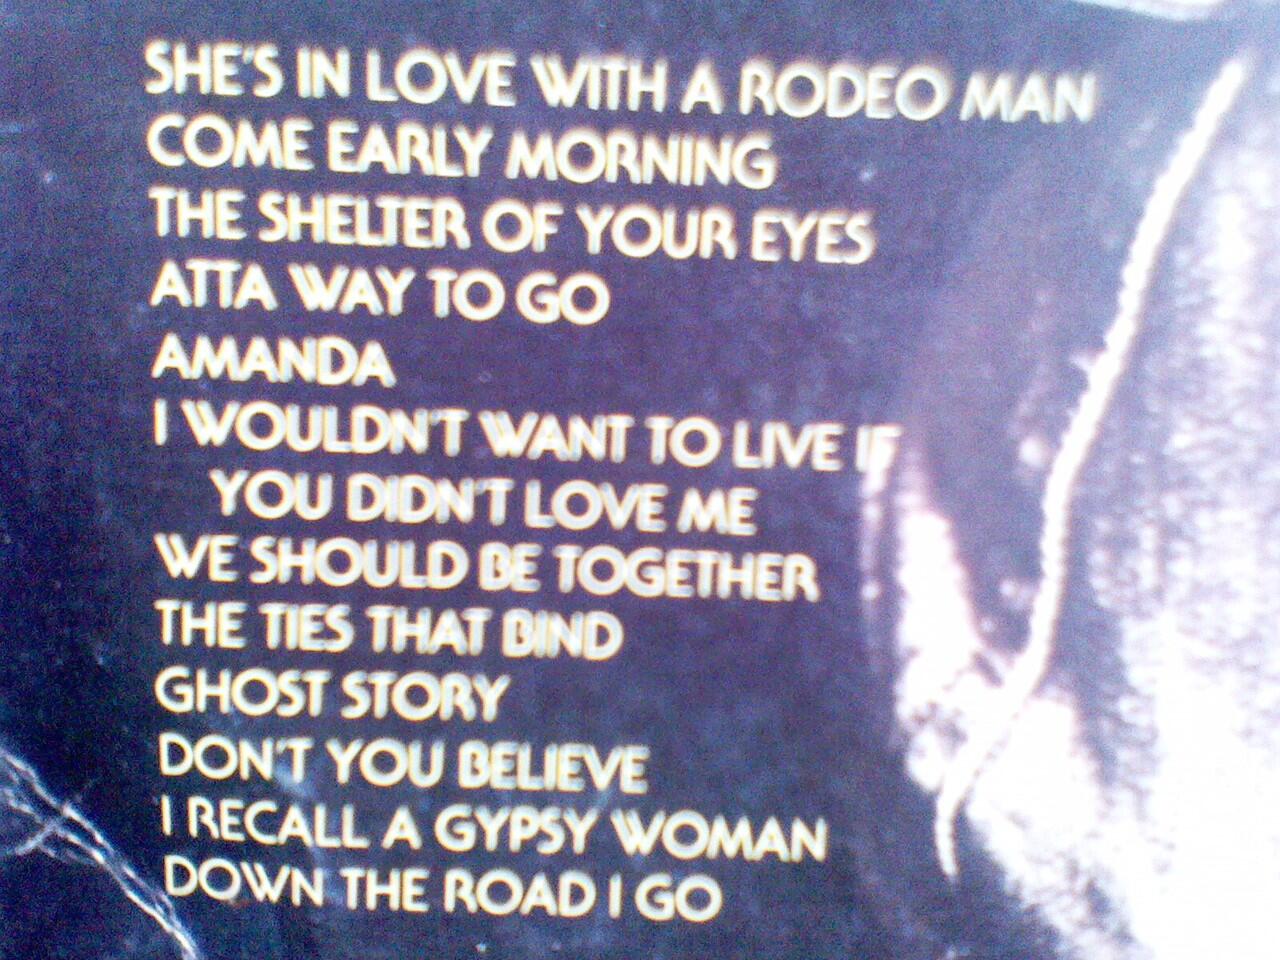 SHE'S IN LOVE WITH A RODEO MAN
COME EARLY MORNING
THE SHELTER OF YOUR EYES
ATTA WAY TO GO
AMANDA
I WOULDN'T WANT TO LIVE IF
YOU DIDN'T LOVE ME
WE SHOULD BE TOGETHER
THE TIES THAT BIND
GHOST STORY
DON'T YOU BELIEVE
I RECALL A GYPSY WOMAN
DOWN THE ROAD I GO